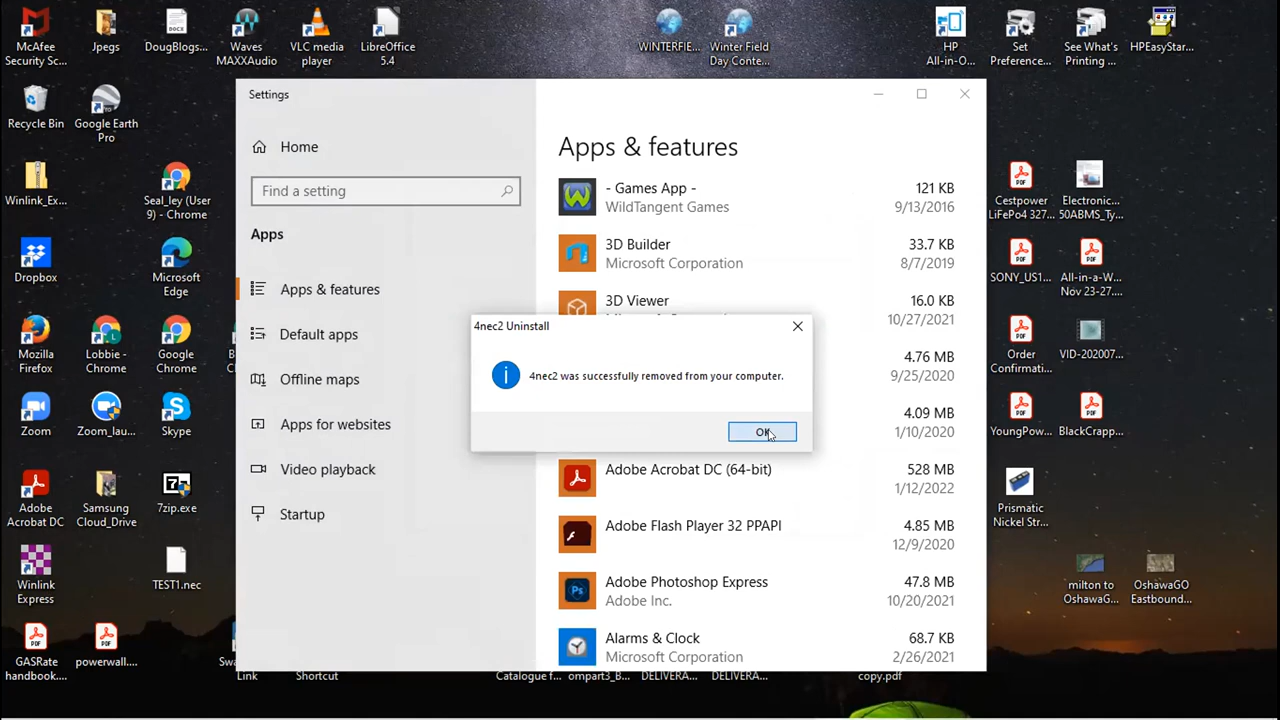 McAfee
Security Sc...
Jpegs
DougBlogs...
Waves
MAXXAudio
VLC media
player
LibreOffice
5.4
WINTERFIE...
Winter Field
Day Conte...
HP
All-in-O...
Set
Preference...
See What's
Printing ...
HPEasyStar...
Recycle Bin
Google Earth
Pro
Winlink_Ex...
Seal_ley (User
9) - Chrome
Dropbox
Microsoft
Edge
Mozilla
Firefox
Lobbie -
Chrome
Google
Chrome
Zoom
Zoom_lau...
Skype
Adobe
Acrobat DC
Samsung
Cloud_Drive
7zip.exe
Winlink
Express
TEST1.nec
GASRate
handbook....
powerwall....
Settings
Home
Find a setting
Apps
Apps & features
Default apps
Offline maps
Apps for websites
Video playback
Startup
Apps & features
- Games App -
121 KB
WildTangent Games
9/13/2016
3D Builder
33.7 KB
Microsoft Corporation
8/7/2019
3D Viewer
16.0 KB
10/27/2021
4.76 MB
9/25/2020
4.09 MB
1/10/2020
4nec2 Uninstall
4nec2 was successfully removed from your computer.
OK
Adobe Acrobat DC (64-bit)
528 MB
1/12/2022
Adobe Flash Player 32 PPAPI
4.85 MB
12/9/2020
Adobe Photoshop Express
47.8 MB
Adobe Inc.
10/20/2021
Alarms & Clock
68.7 KB
Microsoft Corporation
2/26/2021
Cestpower
LiFePo4 327...
Electronic...
50ABMS_Ty...
SONY_US1...
All-in-a-W...
Nov 23-27....
Order
Confirmati...
VID-202007...
YoungPow...
BlackCrapp...
Prismatic
Nickel Str...
milton to
OshawaG...
OshawaGO
Eastbound...
Link
Shortcut
Catalogue f...
ompart3_B...
DELIVERA...
DELIVERA...
copy.pdf